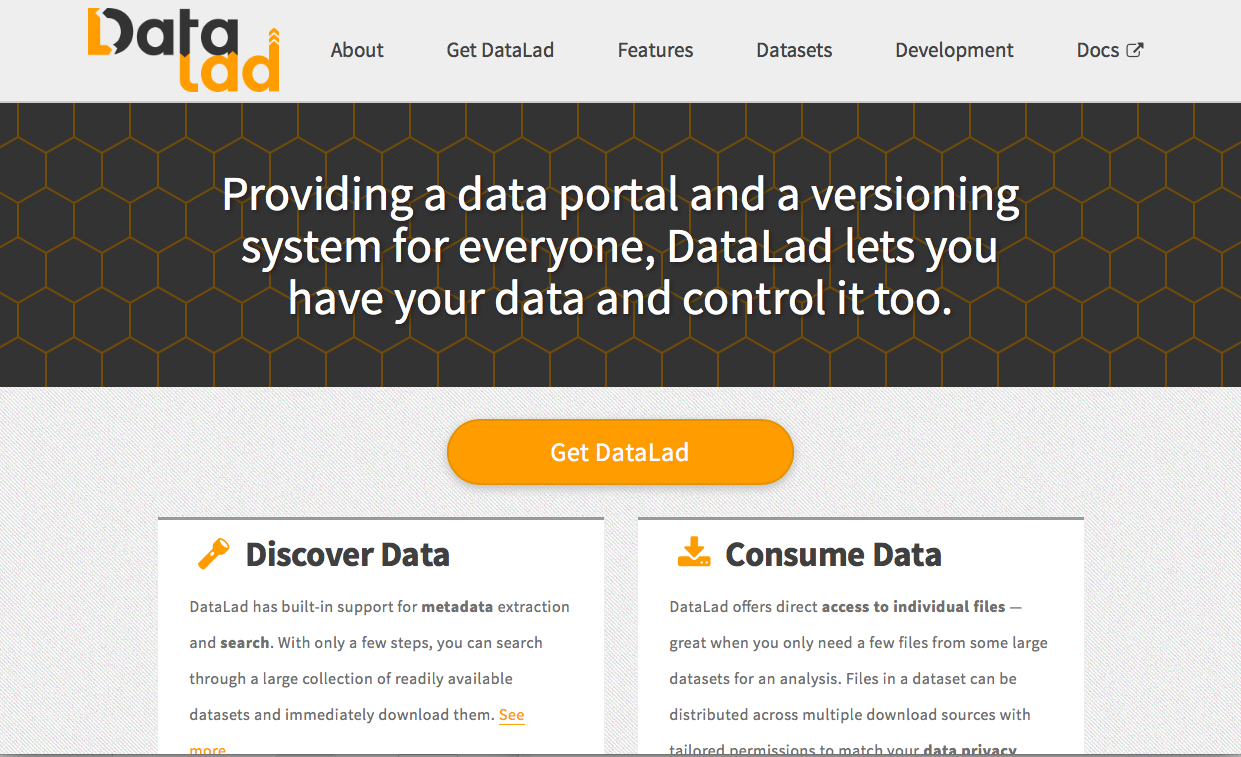 Data
lad
About Get DataLad Features Datasets Development Docs
Providing a data portal and a versioning
system for everyone, DataLad lets you
have your data and control it too.
Get DataLad
Discover Data
DataLad has built-in support for metadata extraction
and search. With only a few steps, you can search
through a large collection of readily available
datasets and immediately download them. See
more
Consume Data
DataLad offers direct access to individual files —
great when you only need a few files from some large
datasets for an analysis. Files in a dataset can be
distributed across multiple download sources with
tailored permissions to match your data privacy